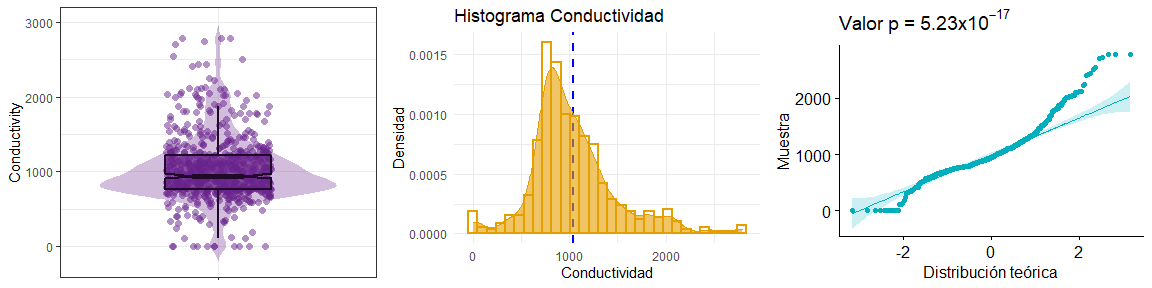 3000
2000
1000
0
Conductivity
Histograma Conductividad
0.0015
0.0010
0.0005
0.0000
Densidad
0
1000
2000
Conductividad
Valor p = 5.23x10⁻¹⁷
2000
1000
0
Muestra
-2
0
2
Distribución teórica